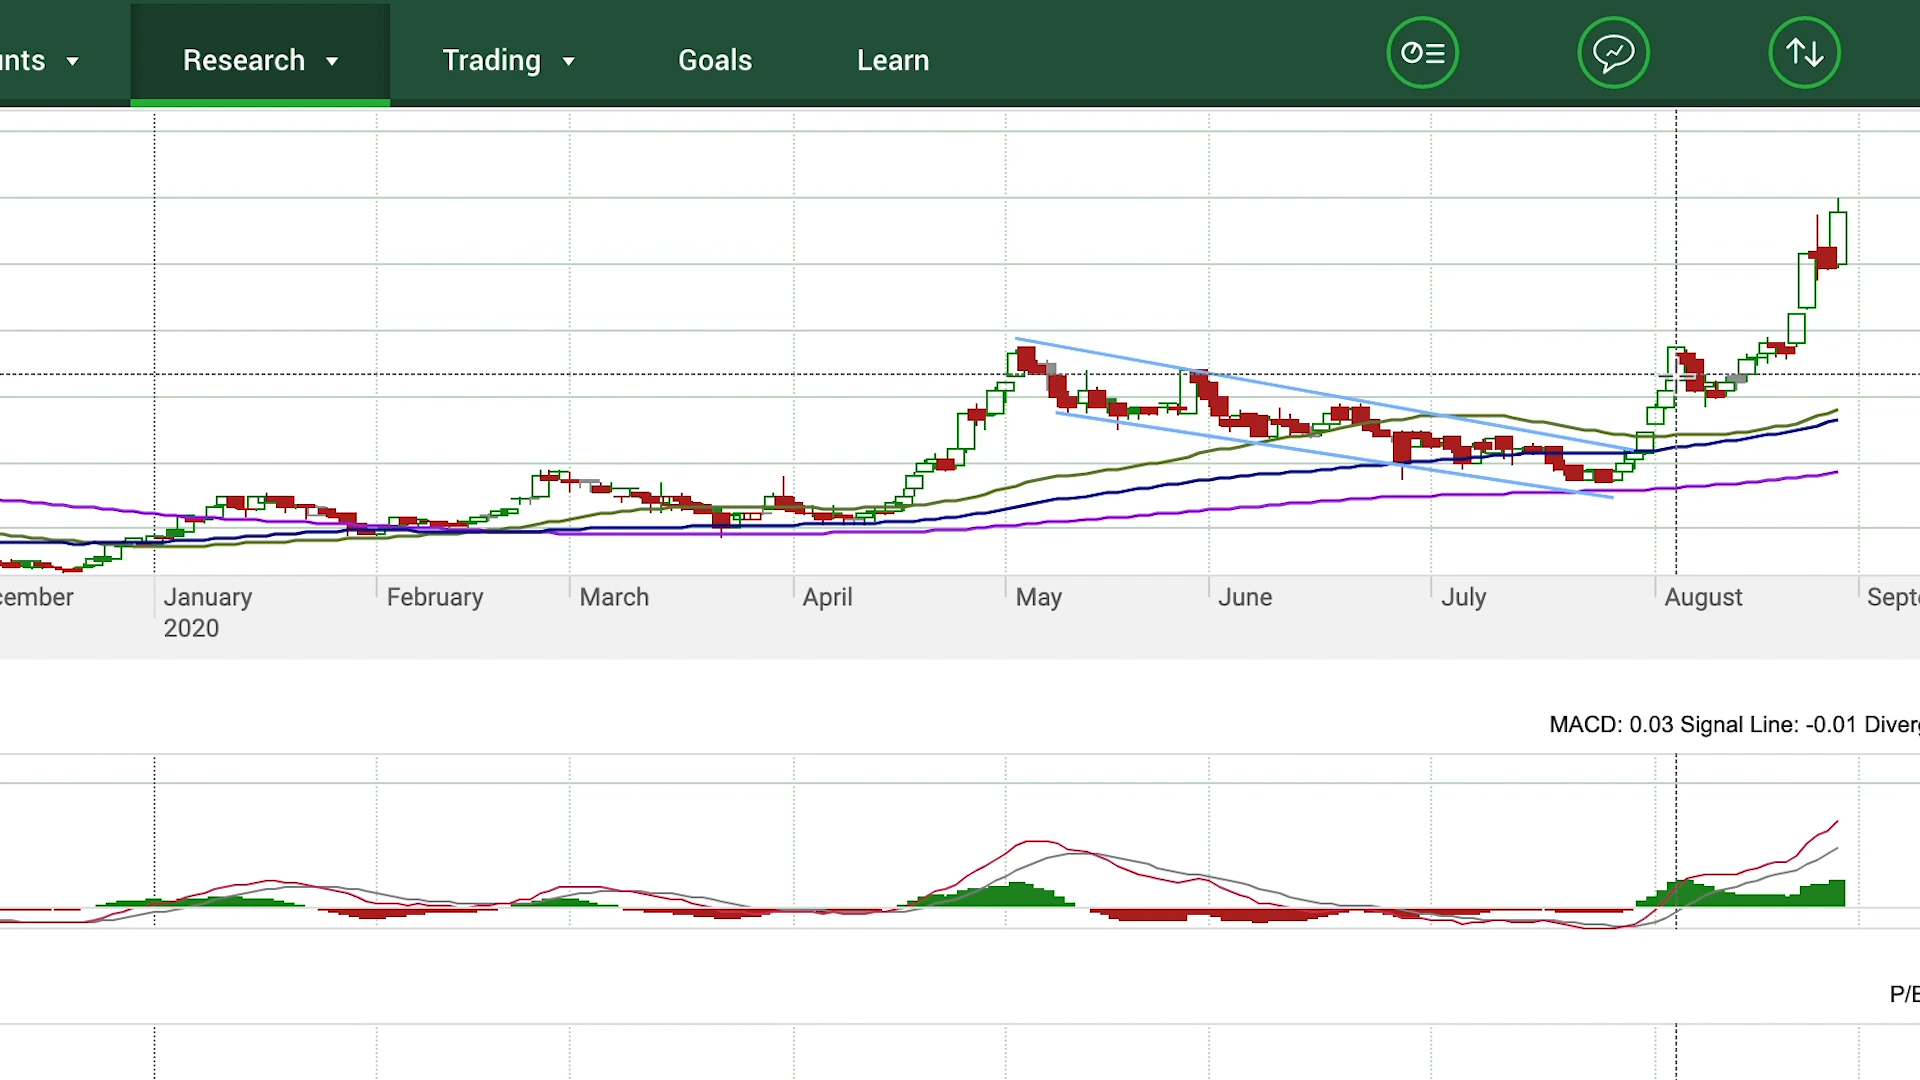 nts Research Trading Goals Learn
cember January February March April May June July August Sept
2020
MACD: 0.03 Signal Line: -0.01 Diver
P/E